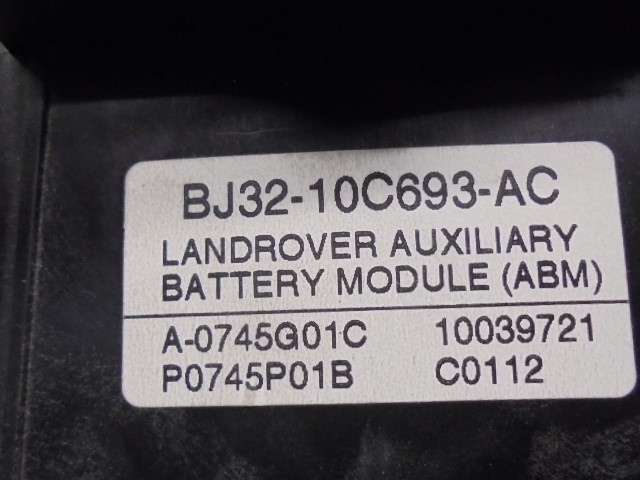 BJ32-10C693-AC
LANDROVER AUXILIARY
BATTERY MODULE (ABM)
A-0745G01C 10039721
P0745P01B C0112